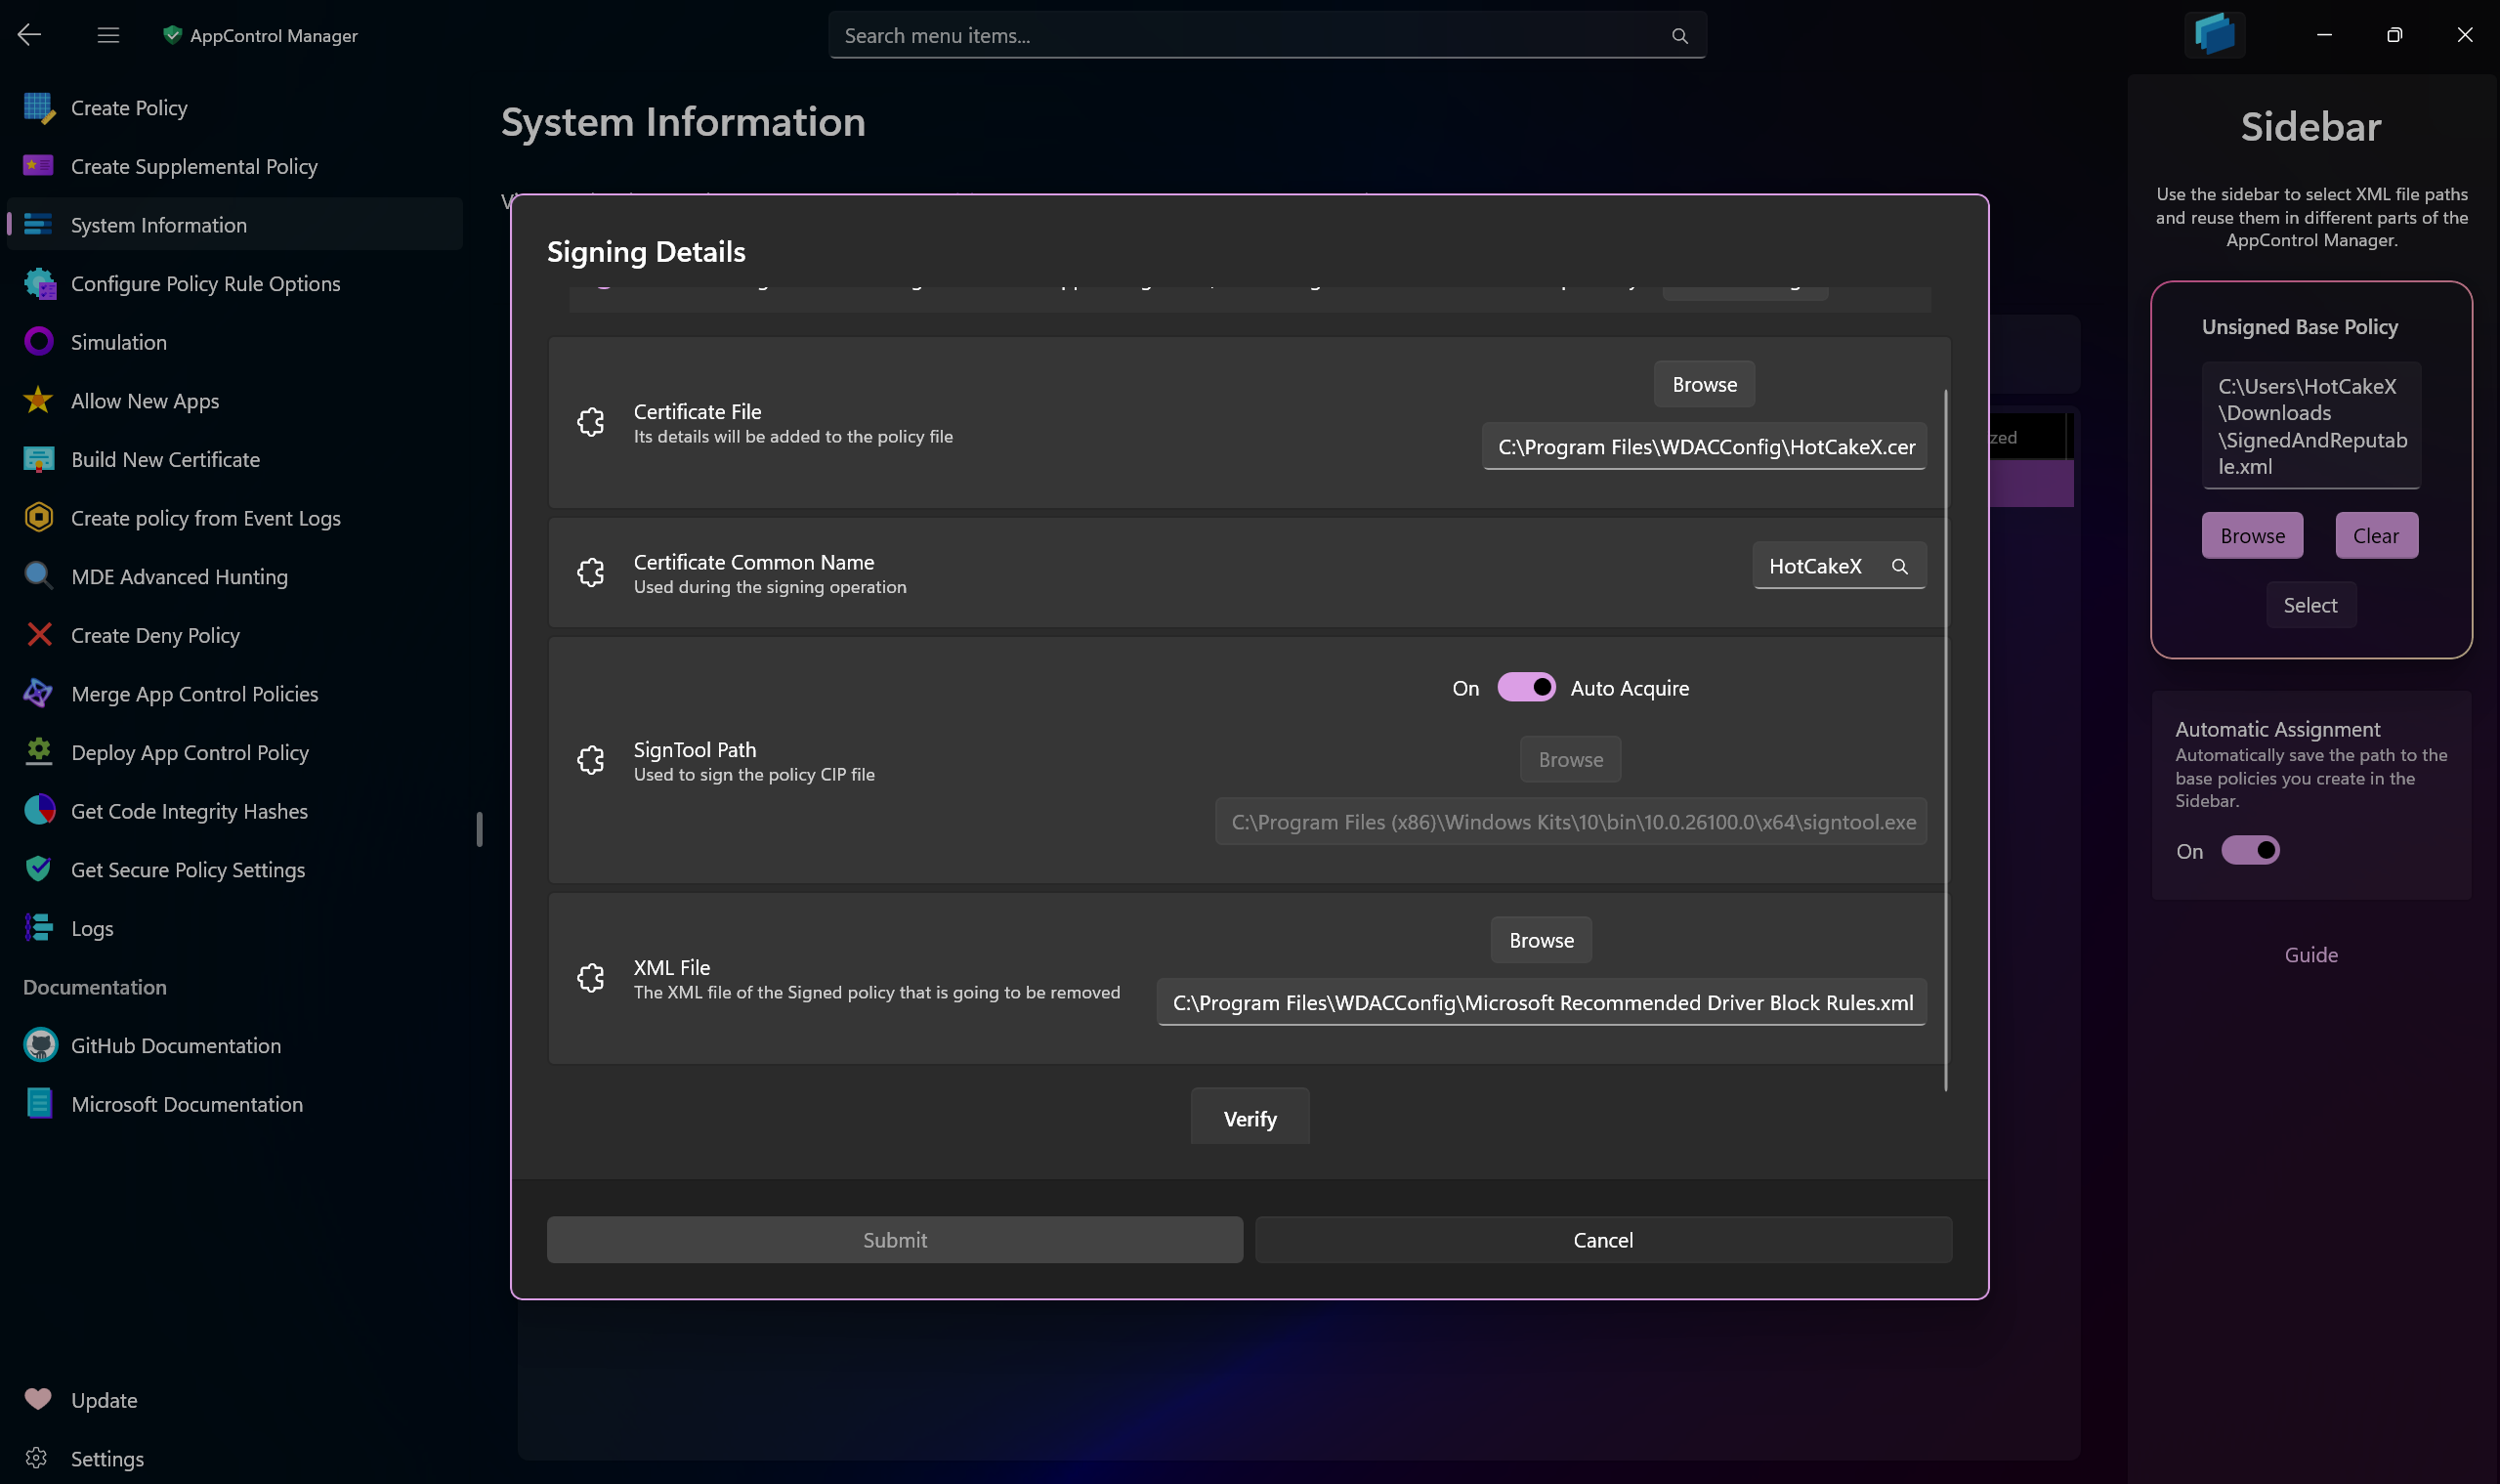 AppControl Manager
Search menu items...
Create Policy
Create Supplemental Policy
System Information
Configure Policy Rule Options
Simulation
Allow New Apps
Build New Certificate
Create policy from Event Logs
MDE Advanced Hunting
Create Deny Policy
Merge App Control Policies
Deploy App Control Policy
Get Code Integrity Hashes
Get Secure Policy Settings
Logs
Documentation
GitHub Documentation
Microsoft Documentation
Update
Settings
System Information
Signing Details
Certificate File
Its details will be added to the policy file
Browse
C:\Program Files\WDACConfig\HotCakeX.cer
Certificate Common Name
Used during the signing operation
HotCakeX
SignTool Path
Used to sign the policy CIP file
On Auto Acquire
Browse
C:\Program Files (x86)\Windows Kits\10\bin\10.0.26100.0\x64\signtool.exe
XML File
The XML file of the Signed policy that is going to be removed
Browse
C:\Program Files\WDACConfig\Microsoft Recommended Driver Block Rules.xml
Verify
Submit
Cancel
zed
Sidebar
Use the sidebar to select XML file paths
and reuse them in different parts of the
AppControl Manager.
Unsigned Base Policy
C:\Users\HotCakeX
\Downloads
\SignedAndReputab
le.xml
Browse
Clear
Select
Automatic Assignment
Automatically save the path to the
base policies you create in the
Sidebar.
On
Guide